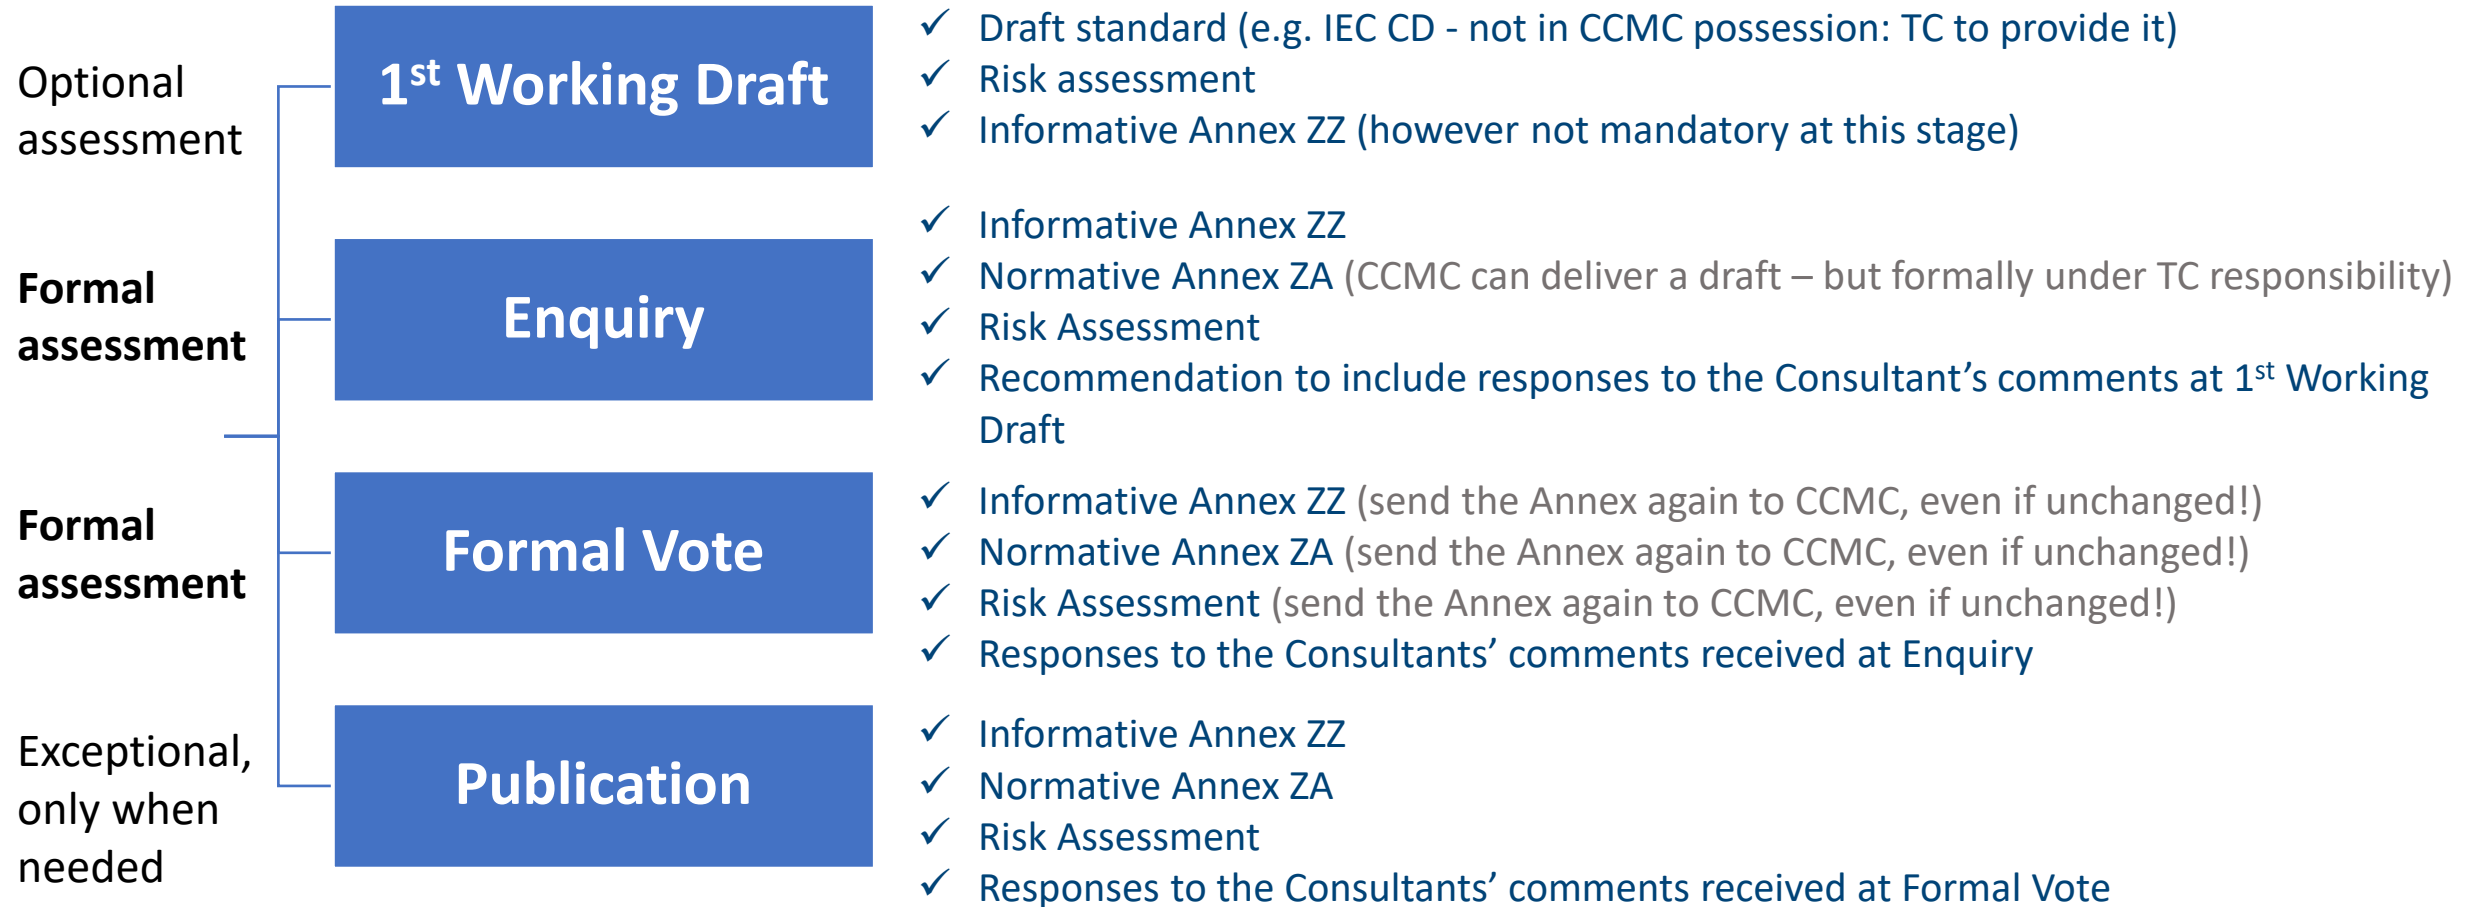 Optional
assessment
1st Working Draft
✓ Draft standard (e.g. IEC CD - not in CCMC possession: TC to provide it)
✓ Risk assessment
✓ Informative Annex ZZ (however not mandatory at this stage)
Formal
assessment
Enquiry
✓ Informative Annex ZZ
✓ Normative Annex ZA (CCMC can deliver a draft – but formally under TC responsibility)
✓ Risk Assessment
✓ Recommendation to include responses to the Consultant’s comments at 1st Working
Draft
Formal
assessment
Formal Vote
✓ Informative Annex ZZ (send the Annex again to CCMC, even if unchanged!)
✓ Normative Annex ZA (send the Annex again to CCMC, even if unchanged!)
✓ Risk Assessment (send the Annex again to CCMC, even if unchanged!)
✓ Responses to the Consultants’ comments received at Enquiry
Exceptional,
only when
needed
Publication
✓ Informative Annex ZZ
✓ Normative Annex ZA
✓ Risk Assessment
✓ Responses to the Consultants’ comments received at Formal Vote